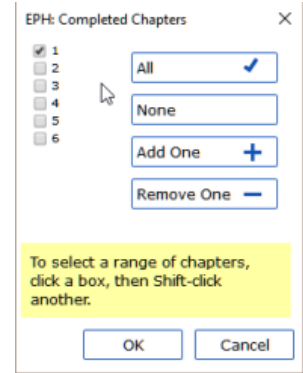 EPH: Completed Chapters
1
2
3
4
5
6
All
None
Add One
Remove One
To select a range of chapters,
click a box, then Shift-click
another.
OK
Cancel